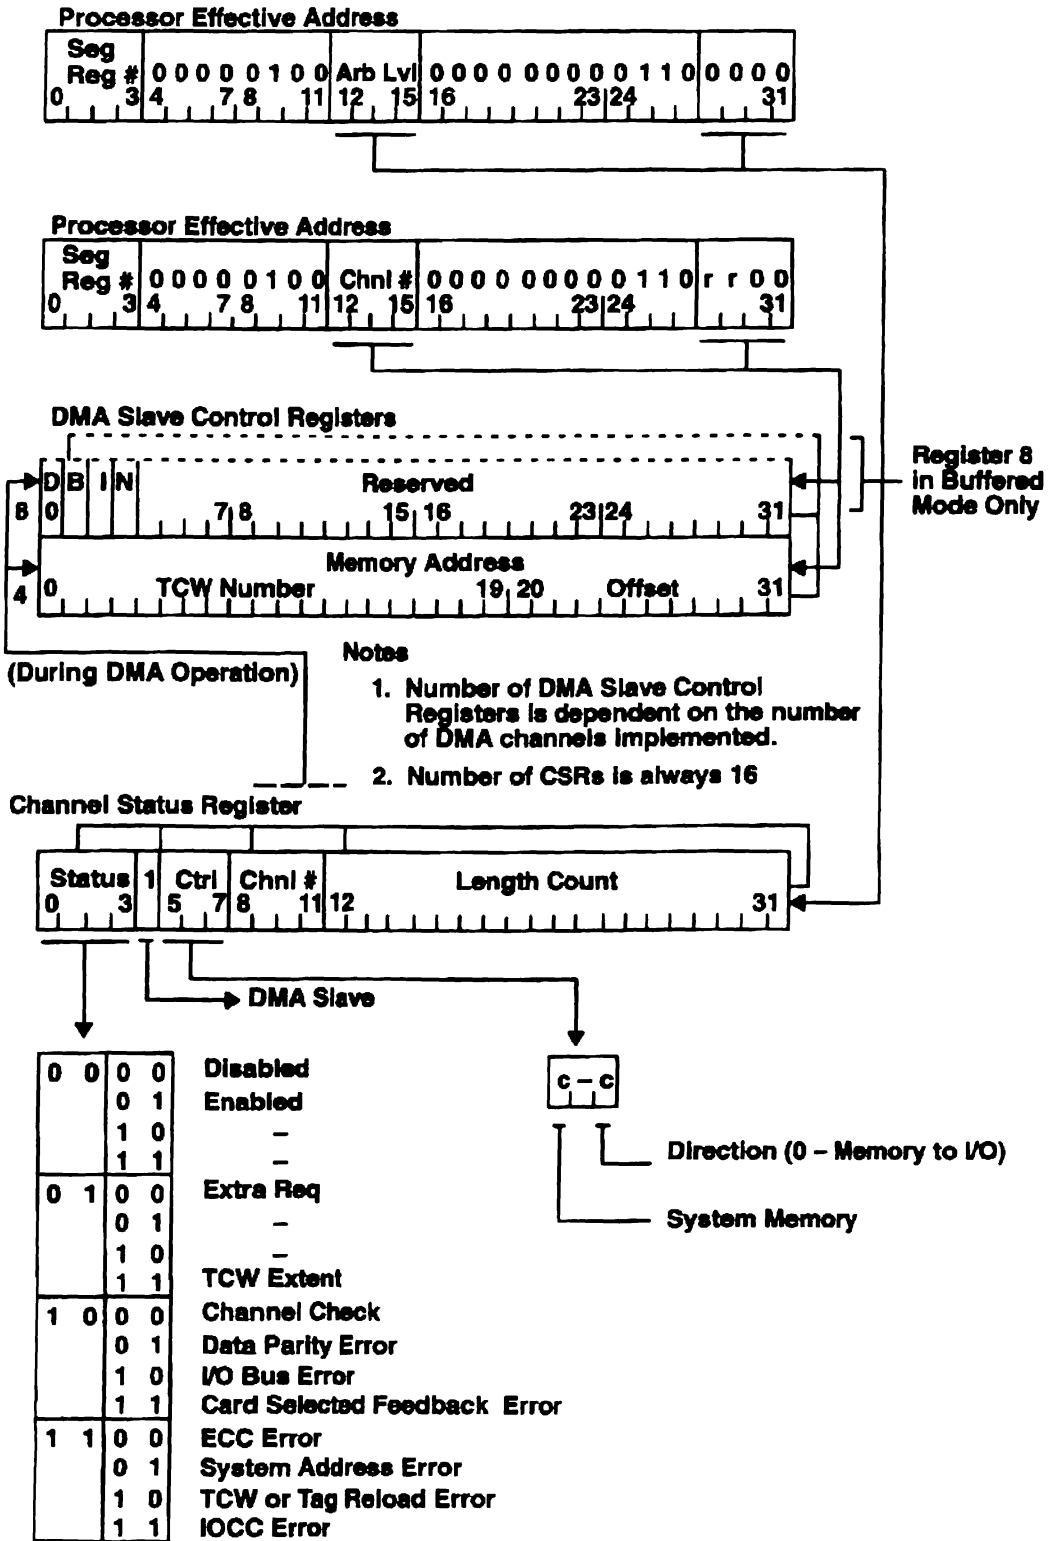 Processor Effective Address
Seg
Reg # 0 0 0 0 0 1 0 0 Arb Lvl 0 0 0 0 0 0 0 0 0 1 1 0 0 0 0 0
0 3 4 7 8 11 12 15 16 23 24 31
Processor Effective Address
Seg
Reg # 0 0 0 0 0 1 0 0 Chnl # 0 0 0 0 0 0 0 0 0 1 1 0 r r 0 0
0 3 4 7 8 11 12 15 16 23 24 31
DMA Slave Control Registers
D B I N Reserved
8 0 7 8 15 16 23 24 31
Register 8
in Buffered
Mode Only
Memory Address
4 0 TCW Number 19 20 Offset 31
(During DMA Operation)
Notes
1. Number of DMA Slave Control
Registers is dependent on the number
of DMA channels implemented.
2. Number of CSRs is always 16
Channel Status Register
Status 1 Ctrl Chnl # Length Count
0 3 5 7 8 11 12 31
DMA Slave
0 0 0 0 Disabled
0 1 Enabled
1 0 –
1 1 –
0 1 0 0 Extra Req
0 1 –
1 0 –
1 1 TCW Extent
1 0 0 0 Channel Check
0 1 Data Parity Error
1 0 I/O Bus Error
1 1 Card Selected Feedback Error
1 1 0 0 ECC Error
0 1 System Address Error
1 0 TCW or Tag Reload Error
1 1 IOCC Error
c – c
Direction (0 – Memory to I/O)
System Memory